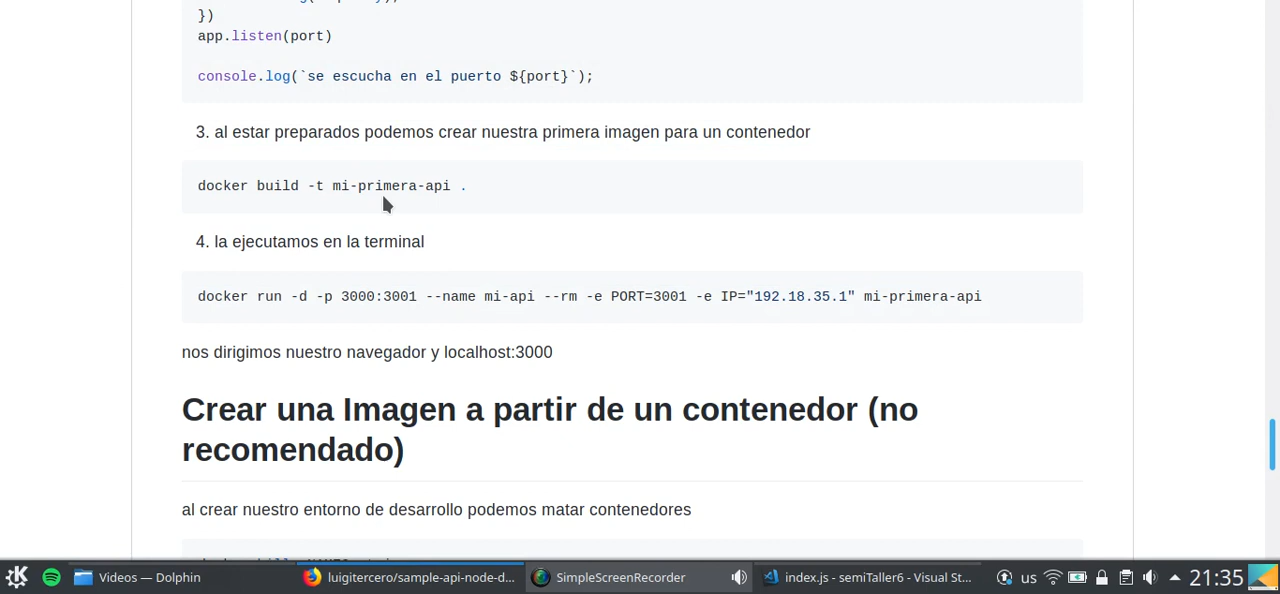 })
app.listen(port)
console.log(`se escucha en el puerto ${port}`);
3. al estar preparados podemos crear nuestra primera imagen para un contenedor
docker build -t mi-primera-api .
4. la ejecutamos en la terminal
docker run -d -p 3000:3001 --name mi-api --rm -e PORT=3001 -e IP="192.18.35.1" mi-primera-api
nos dirigimos nuestro navegador y localhost:3000
Crear una Imagen a partir de un contenedor (no
recomendado)
al crear nuestro entorno de desarrollo podemos matar contenedores
Videos — Dolphin
luigitercero/sample-api-node-d...
SimpleScreenRecorder
index.js - semiTaller6 - Visual St...
us
21:35